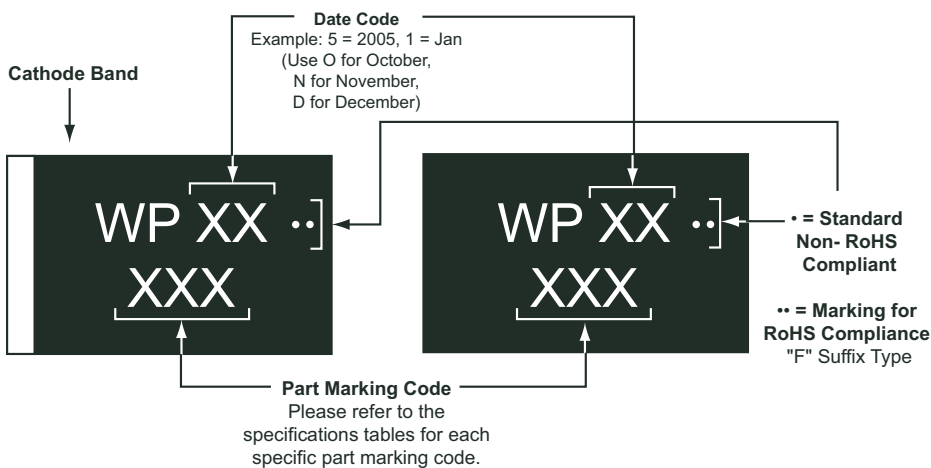 Date Code
Example: 5 = 2005, 1 = Jan
(Use O for October,
N for November,
D for December)
Cathode Band
WP XX ••
XXX
WP XX ••
XXX
• = Standard
Non- RoHS
Compliant
•• = Marking for
RoHS Compliance
"F" Suffix Type
Part Marking Code
Please refer to the
specifications tables for each
specific part marking code.